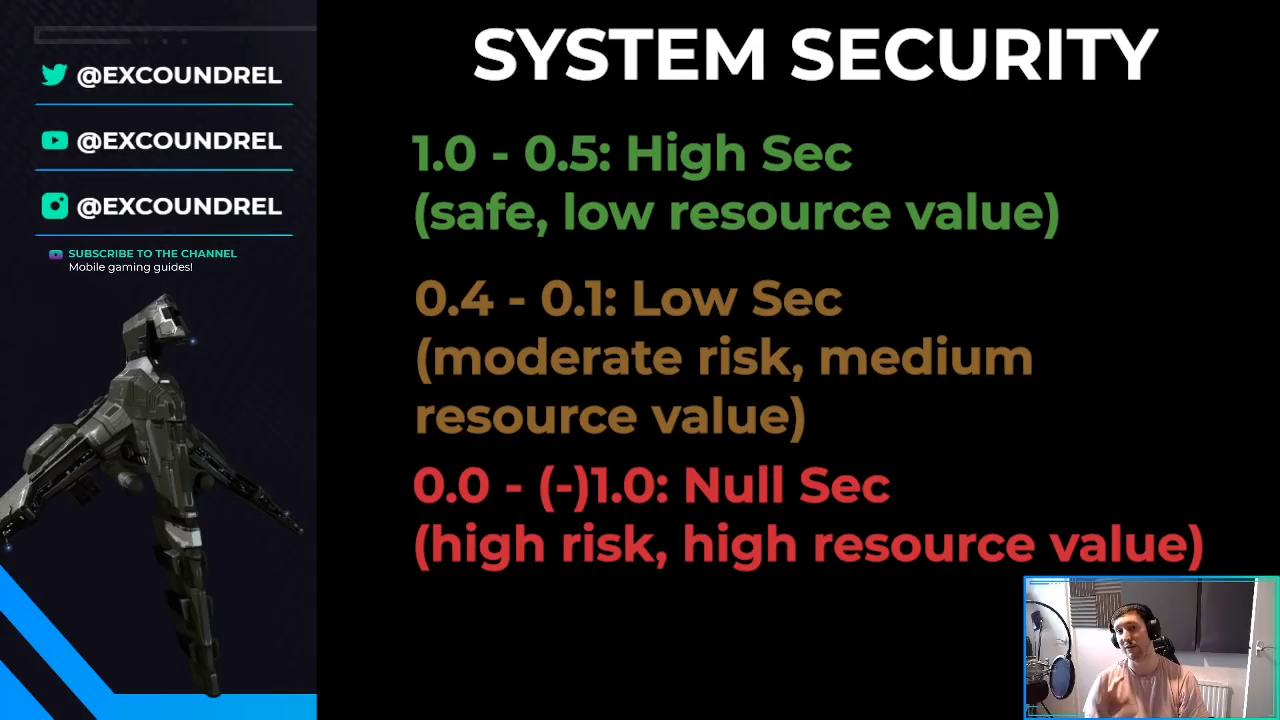 @EXCOUNDREL
@EXCOUNDREL
@EXCOUNDREL
SUBSCRIBE TO THE CHANNEL
Mobile gaming guides!
SYSTEM SECURITY
1.0 - 0.5: High Sec
(safe, low resource value)
0.4 - 0.1: Low Sec
(moderate risk, medium
resource value)
0.0 - (-)1.0: Null Sec
(high risk, high resource value)